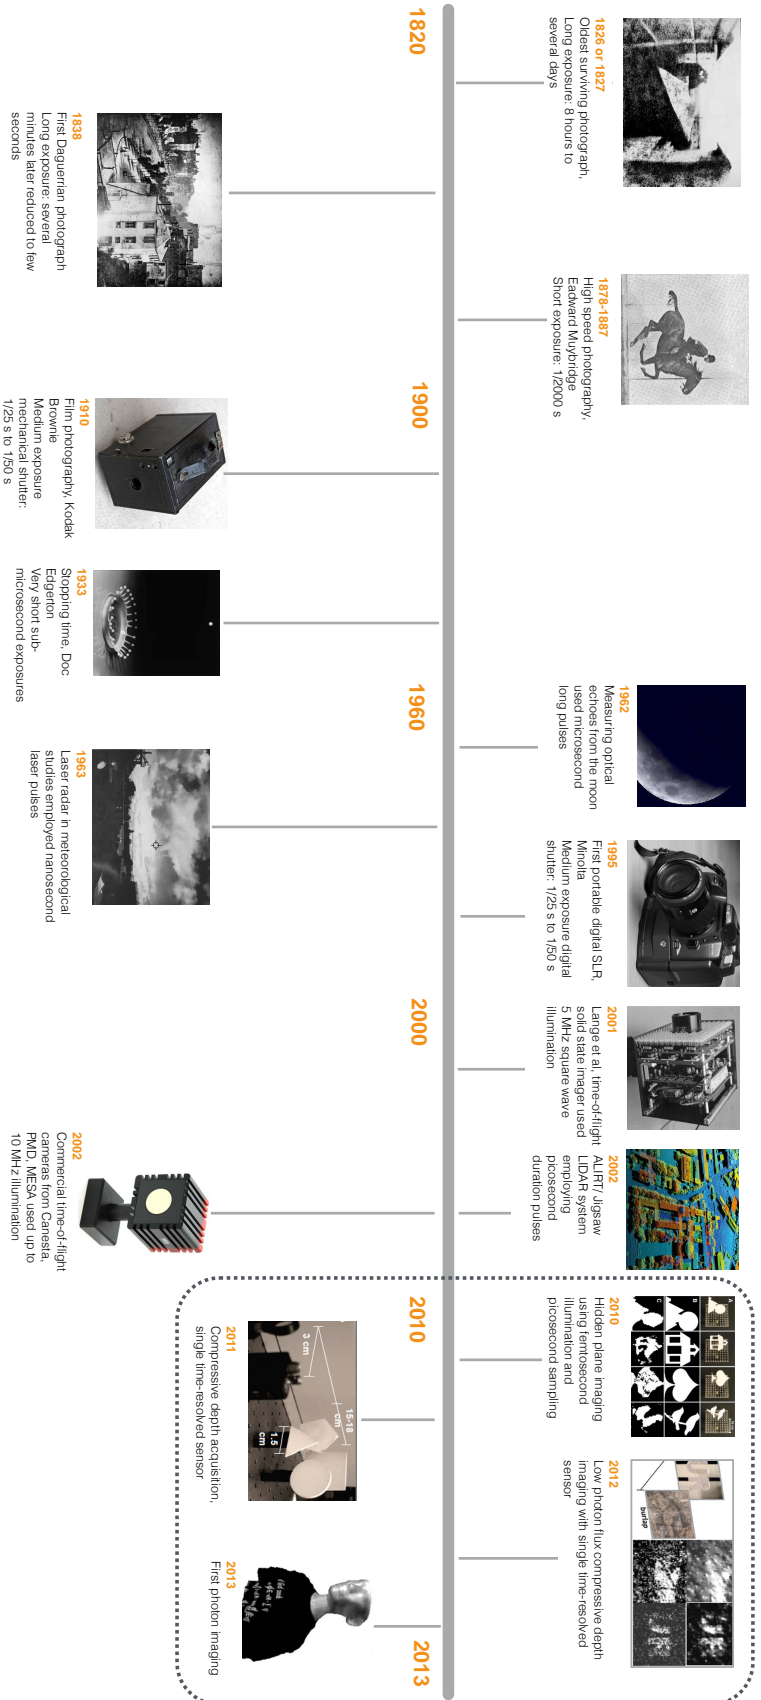 1820
1826 or 1827
Oldest surviving photograph,
Long exposure: 8 hours to
several days
1838
First Daguerrian photograph
Long exposure: several
minutes later reduced to few
seconds
1878-1887
High speed photography,
Eadward Muybridge
Short exposure: 1/2000 s
1900
1910
Film photography, Kodak
Brownie
Medium exposure
mechanical shutter:
1/25 s to 1/50 s
1933
Stopping time, Doc
Edgerton
Very short sub-
microsecond exposures
1960
1962
Measuring optical
echoes from the moon
used microsecond
long pulses
1963
Laser radar in meteorological
studies employed nanosecond
laser pulses
1995
First portable digital SLR,
Minolta
Medium exposure digital
shutter: 1/25 s to 1/50 s
2000
2001
Lange et al, time-of-flight
solid state imager used
5 MHz square wave
illumination
2002
ALIRT/ Jigsaw
LIDAR system
employing
picosecond
duration pulses
2002
Commercial time-of-flight
cameras from Canesta,
PMD, MESA used up to
10 MHz illumination
2010
A
B
C
2010
Hidden plane imaging
using femtosecond
illumination and
picosecond sampling
3 cm
15-18
cm
1.5
cm
2011
Compressive depth acquisition,
single time-resolved sensor
burlap
2012
Low photon flux compressive depth
imaging with single time-resolved
sensor
2013
First photon imaging
2013